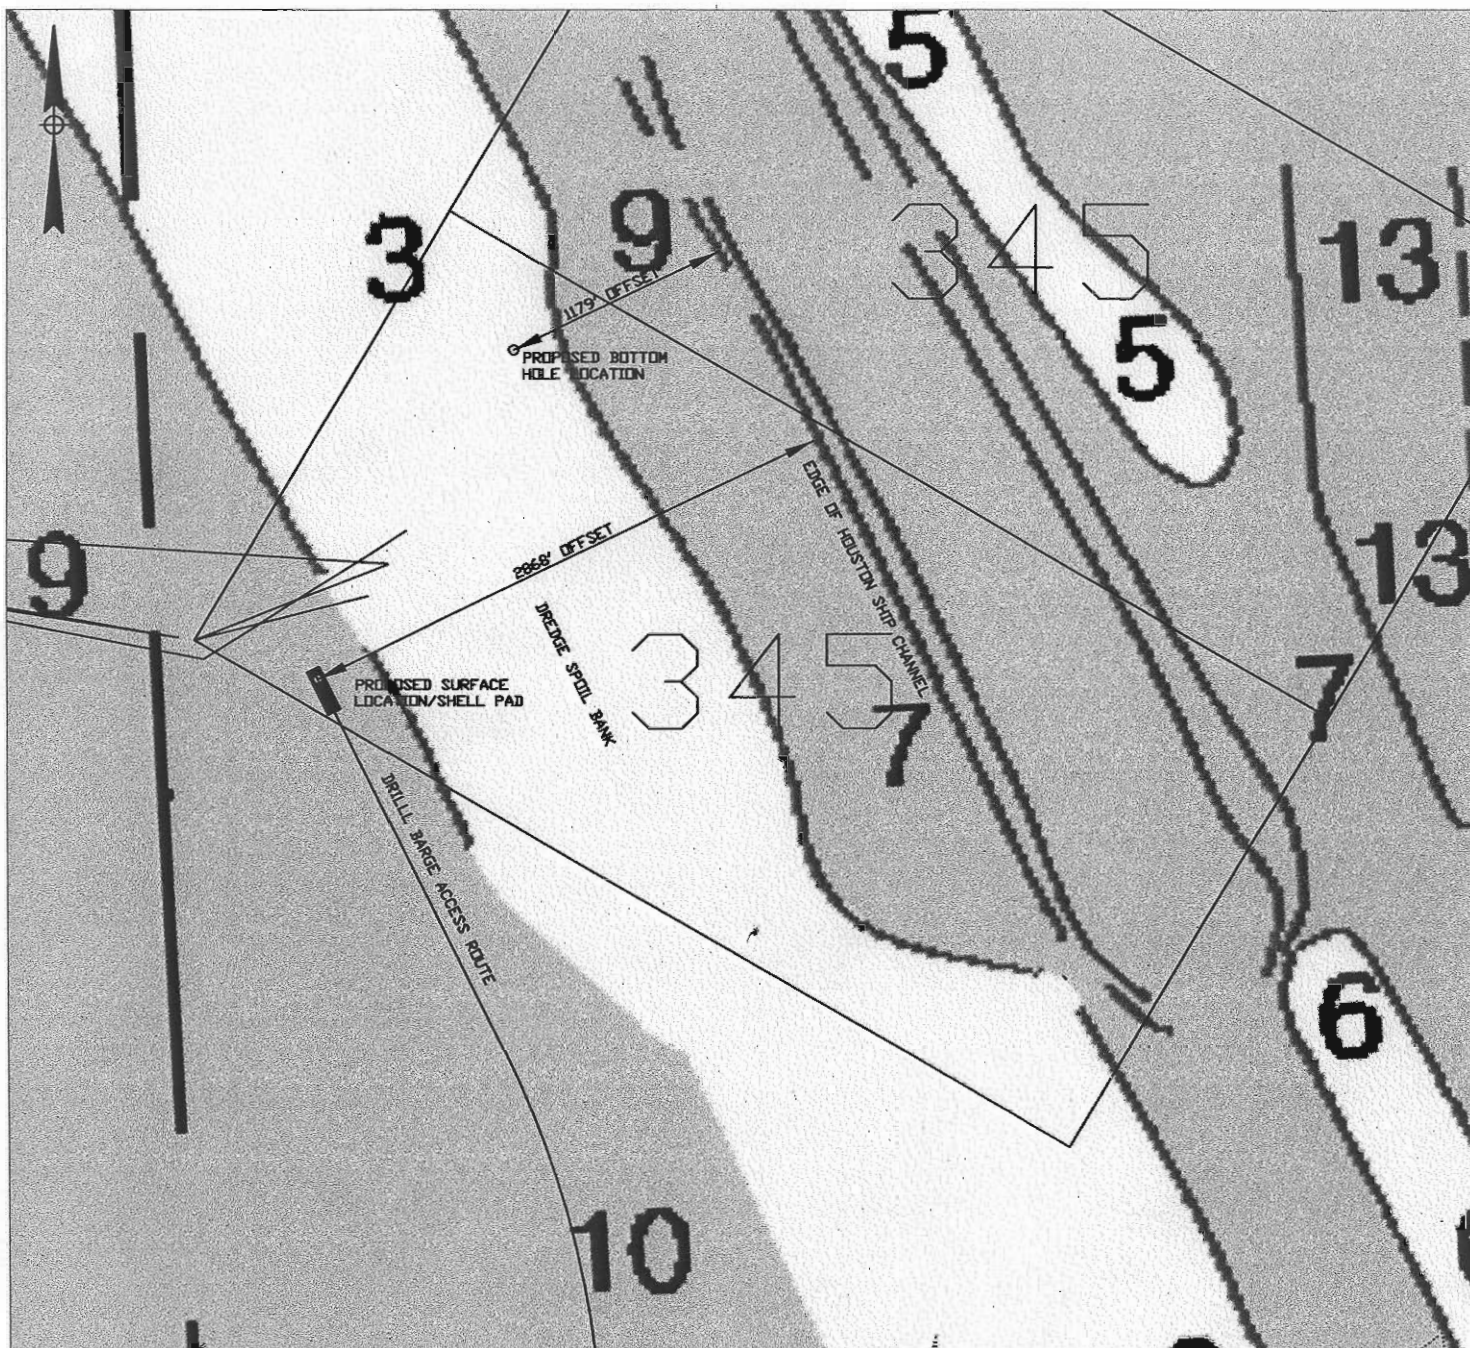 5
3
9
345
13
1179' OFFSET
5
PROPOSED BOTTOM
HOLE LOCATION
EDGE OF HOUSTON SHIP CHANNEL
9
2868' OFFSET
13
DREDGE SPOIL BANK
345
7
PROPOSED SURFACE
LOCATION/SHELL PAD
7
DRILLL BARGE ACCESS ROUTE
6
10